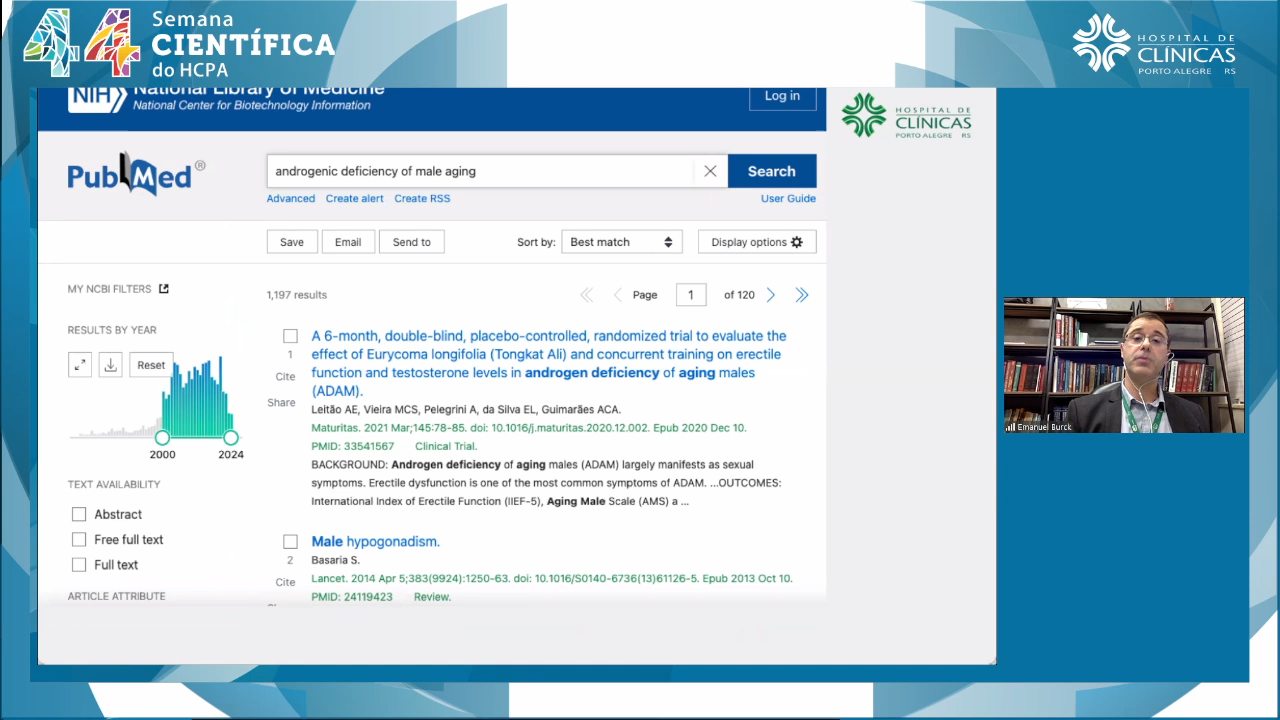 44 Semana
CIENTÍFICA
do HCPA
HOSPITAL DE
CLÍNICAS
PORTO ALEGRE RS
NIH National Library of Medicine
National Center for Biotechnology Information
Log in
HOSPITAL DE
CLÍNICAS
PORTO ALEGRE RS
PubMed®
androgenic deficiency of male aging
Search
Advanced Create alert Create RSS
User Guide
Save Email Send to
Sort by: Best match
Display options
MY NCBI FILTERS
1,197 results
Page 1 of 120
RESULTS BY YEAR
Reset
2000 2024
TEXT AVAILABILITY
Abstract
Free full text
Full text
ARTICLE ATTRIBUTE
1
Cite
Share
A 6-month, double-blind, placebo-controlled, randomized trial to evaluate the
effect of Eurycoma longifolia (Tongkat Ali) and concurrent training on erectile
function and testosterone levels in androgen deficiency of aging males
(ADAM).
Leitão AE, Vieira MCS, Pelegrini A, da Silva EL, Guimarães ACA.
Maturitas. 2021 Mar;145:78-85. doi: 10.1016/j.maturitas.2020.12.002. Epub 2020 Dec 10.
PMID: 33541567 Clinical Trial.
BACKGROUND: Androgen deficiency of aging males (ADAM) largely manifests as sexual
symptoms. Erectile dysfunction is one of the most common symptoms of ADAM. ...OUTCOMES:
International Index of Erectile Function (IIEF-5), Aging Male Scale (AMS) a ...
2
Cite
Male hypogonadism.
Basaria S.
Lancet. 2014 Apr 5;383(9924):1250-63. doi: 10.1016/S0140-6736(13)61126-5. Epub 2013 Oct 10.
PMID: 24119423 Review.
Emanuel Burck